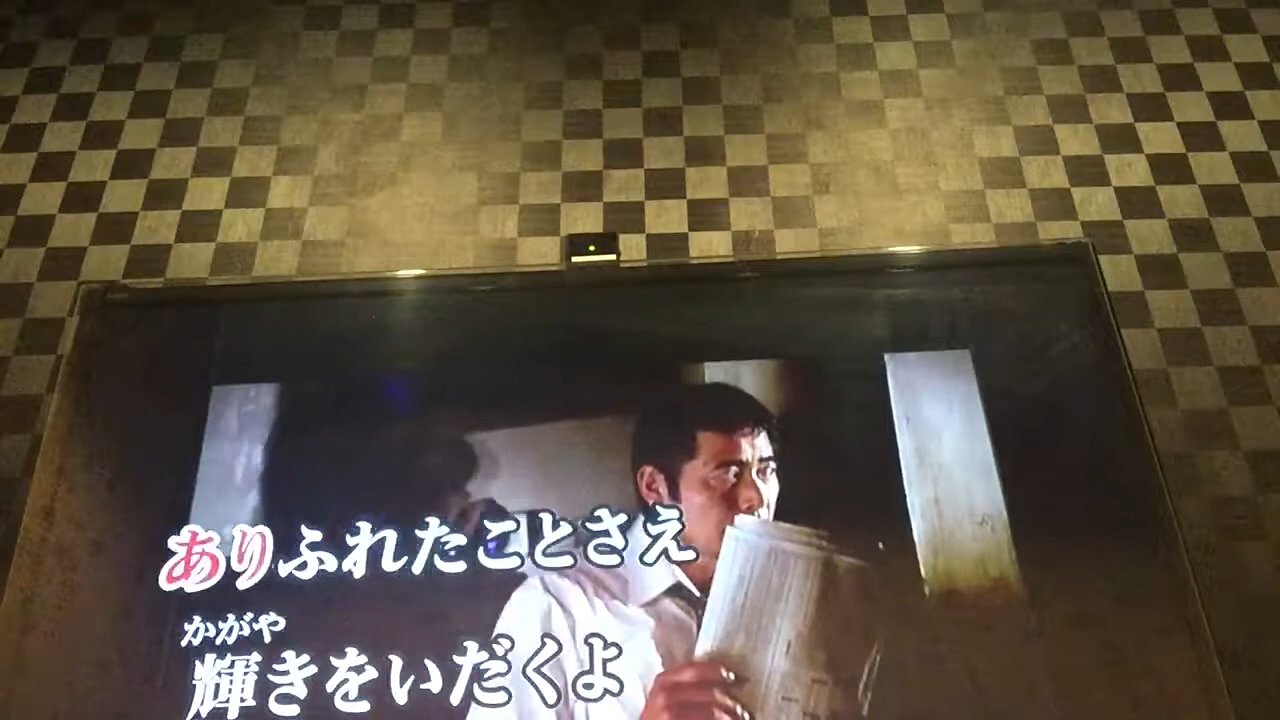 ありふれたことさえ
かがや
輝きをいだくよ